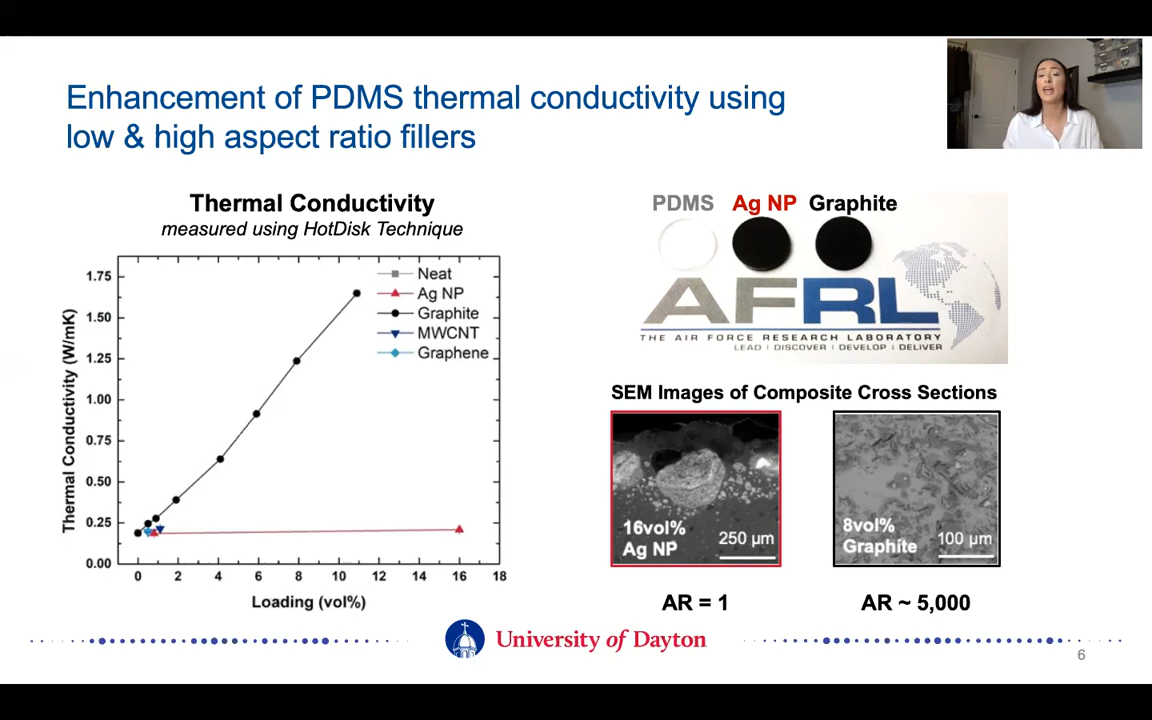 Enhancement of PDMS thermal conductivity using
low & high aspect ratio fillers
Thermal Conductivity
measured using HotDisk Technique
Thermal Conductivity (W/mK)
1.75
1.50
1.25
1.00
0.75
0.50
0.25
0.00
Neat
Ag NP
Graphite
MWCNT
Graphene
0 2 4 6 8 10 12 14 16 18
Loading (vol%)
PDMS Ag NP Graphite
AFRL
THE AIR FORCE RESEARCH LABORATORY
LEAD | DISCOVER | DEVELOP | DELIVER
SEM Images of Composite Cross Sections
16vol%
Ag NP
250 µm
8vol%
Graphite
100 µm
AR = 1
AR ~ 5,000
University of Dayton
6